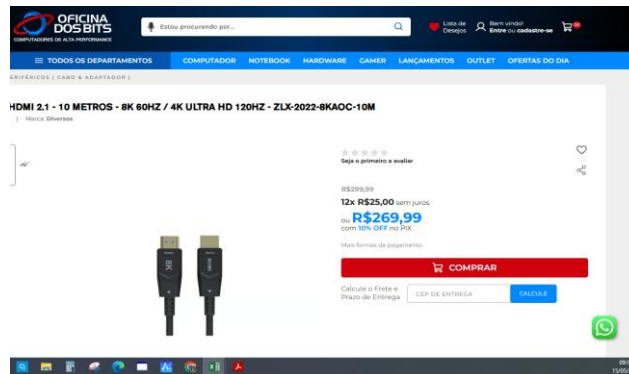 OFICINA
DOS BITS
COMPUTADORES DE ALTA PERFORMANCE
Estou procurando por...
Lista de
Desejos
Bem vindo!
Entre ou cadastre-se
TODOS OS DEPARTAMENTOS
COMPUTADOR
NOTEBOOK
HARDWARE
GAMER
LANÇAMENTOS
OUTLET
OFERTAS DO DIA
ERIFÉRICOS | CABO & ADAPTADOR |
HDMI 2.1 - 10 METROS - 8K 60HZ / 4K ULTRA HD 120HZ - ZLX-2022-8KAOC-10M
| Marca: Diversos
Seja o primeiro a avaliar
R$299,99
12x R$25,00 sem juros
ou R$269,99
com 10% OFF no PIX
Mais formas de pagamento
COMPRAR
Calcule o Frete e
Prazo de Entrega
CEP DE ENTREGA
CALCULE
8K